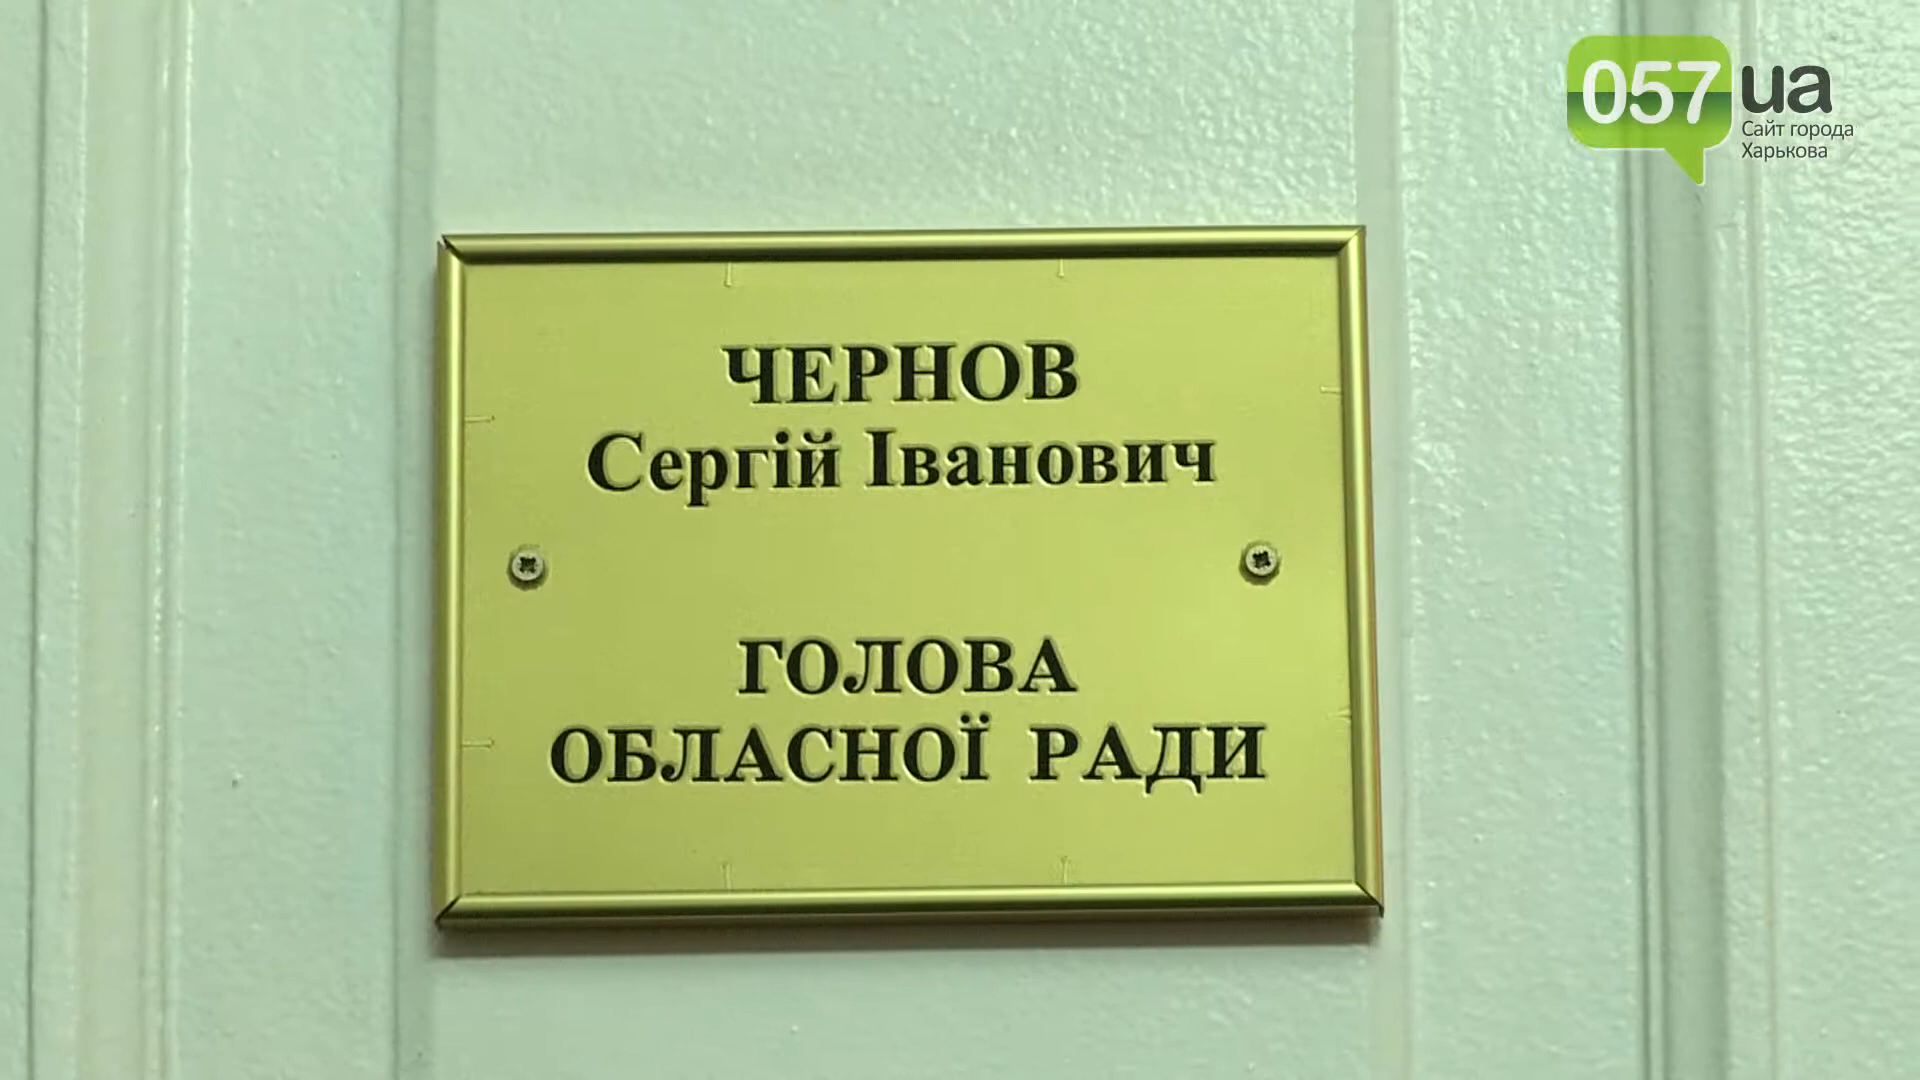 057 ua
Сайт города
Харькова
ЧЕРНОВ
Сергій Іванович
ГОЛОВА
ОБЛАСНОЇ РАДИ